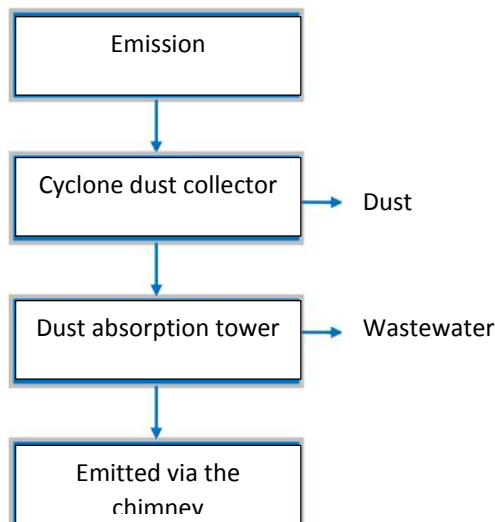 Emission
Cyclone dust collector
Dust
Dust absorption tower
Wastewater
Emitted via the
chimney